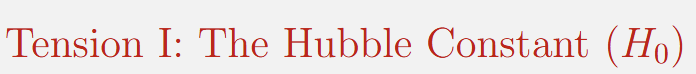 Tension I: The Hubble Constant (H₀)